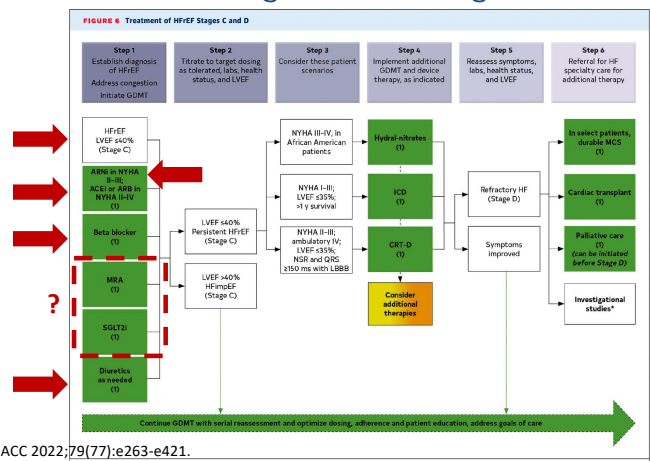 FIGURE 6 Treatment of HFrEF Stages C and D
Step 1
Establish diagnosis
of HFrEF
Address congestion
Initiate GDMT
Step 2
Titrate to target dosing
as tolerated, labs, health
status, and LVEF
Step 3
Consider these patient
scenarios
Step 4
Implement additional
GDMT and device
therapy, as indicated
Step 5
Reassess symptoms,
labs, health status,
and LVEF
Step 6
Referral for HF
specialty care for
additional therapy
HFrEF
LVEF ≤40%
(Stage C)
ARNi in NYHA
II–III;
ACEi or ARB in
NYHA II–IV
(1)
Beta blocker
(1)
?
MRA
(1)
SGLT2i
(1)
Diuretics
as needed
(1)
LVEF ≤40%
Persistent HFrEF
(Stage C)
LVEF >40%
HFimpEF
(Stage C)
NYHA III–IV, in
African American
patients
NYHA I–III;
LVEF ≤35%;
>1 y survival
NYHA II–III;
ambulatory IV;
LVEF ≤35%;
NSR and QRS
≥150 ms with LBBB
Hydral-nitrates
(1)
ICD
(1)
CRT-D
(1)
Consider
additional
therapies
Refractory HF
(Stage D)
Symptoms
improved
In select patients,
durable MCS
(1)
Cardiac transplant
(1)
Palliative care
(1)
(can be initiated
before Stage D)
Investigational
studies*
Continue GDMT with serial reassessment and optimize dosing, adherence and patient education, address goals of care
ACC 2022;79(77):e263-e421.